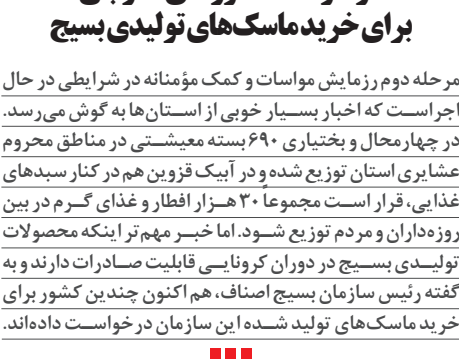 برای خرید ماسک‌های تولیدی بسیج
مرحله دوم رزمایش مواسات و کمک مؤمنانه در شرایطی در حال
اجراست که اخبار بسیار خوبی از استان‌ها به گوش می‌رسد.
در چهارمحال و بختیاری ۶۹۰ بسته معیشتی در مناطق محروم
عشایری استان توزیع شده و در آبیک قزوین هم در کنار سبدهای
غذایی، قرار است مجموعاً ۳۰ هزار افطار و غذای گرم در بین
روزه‌داران و مردم توزیع شود. اما خبر مهم‌تر اینکه محصولات
تولیدی بسیج در دوران کرونایی قابلیت صادرات دارند و به
گفته رئیس سازمان بسیج اصناف، هم اکنون چندین کشور برای
خرید ماسک‌های تولید شده این سازمان درخواست داده‌اند.